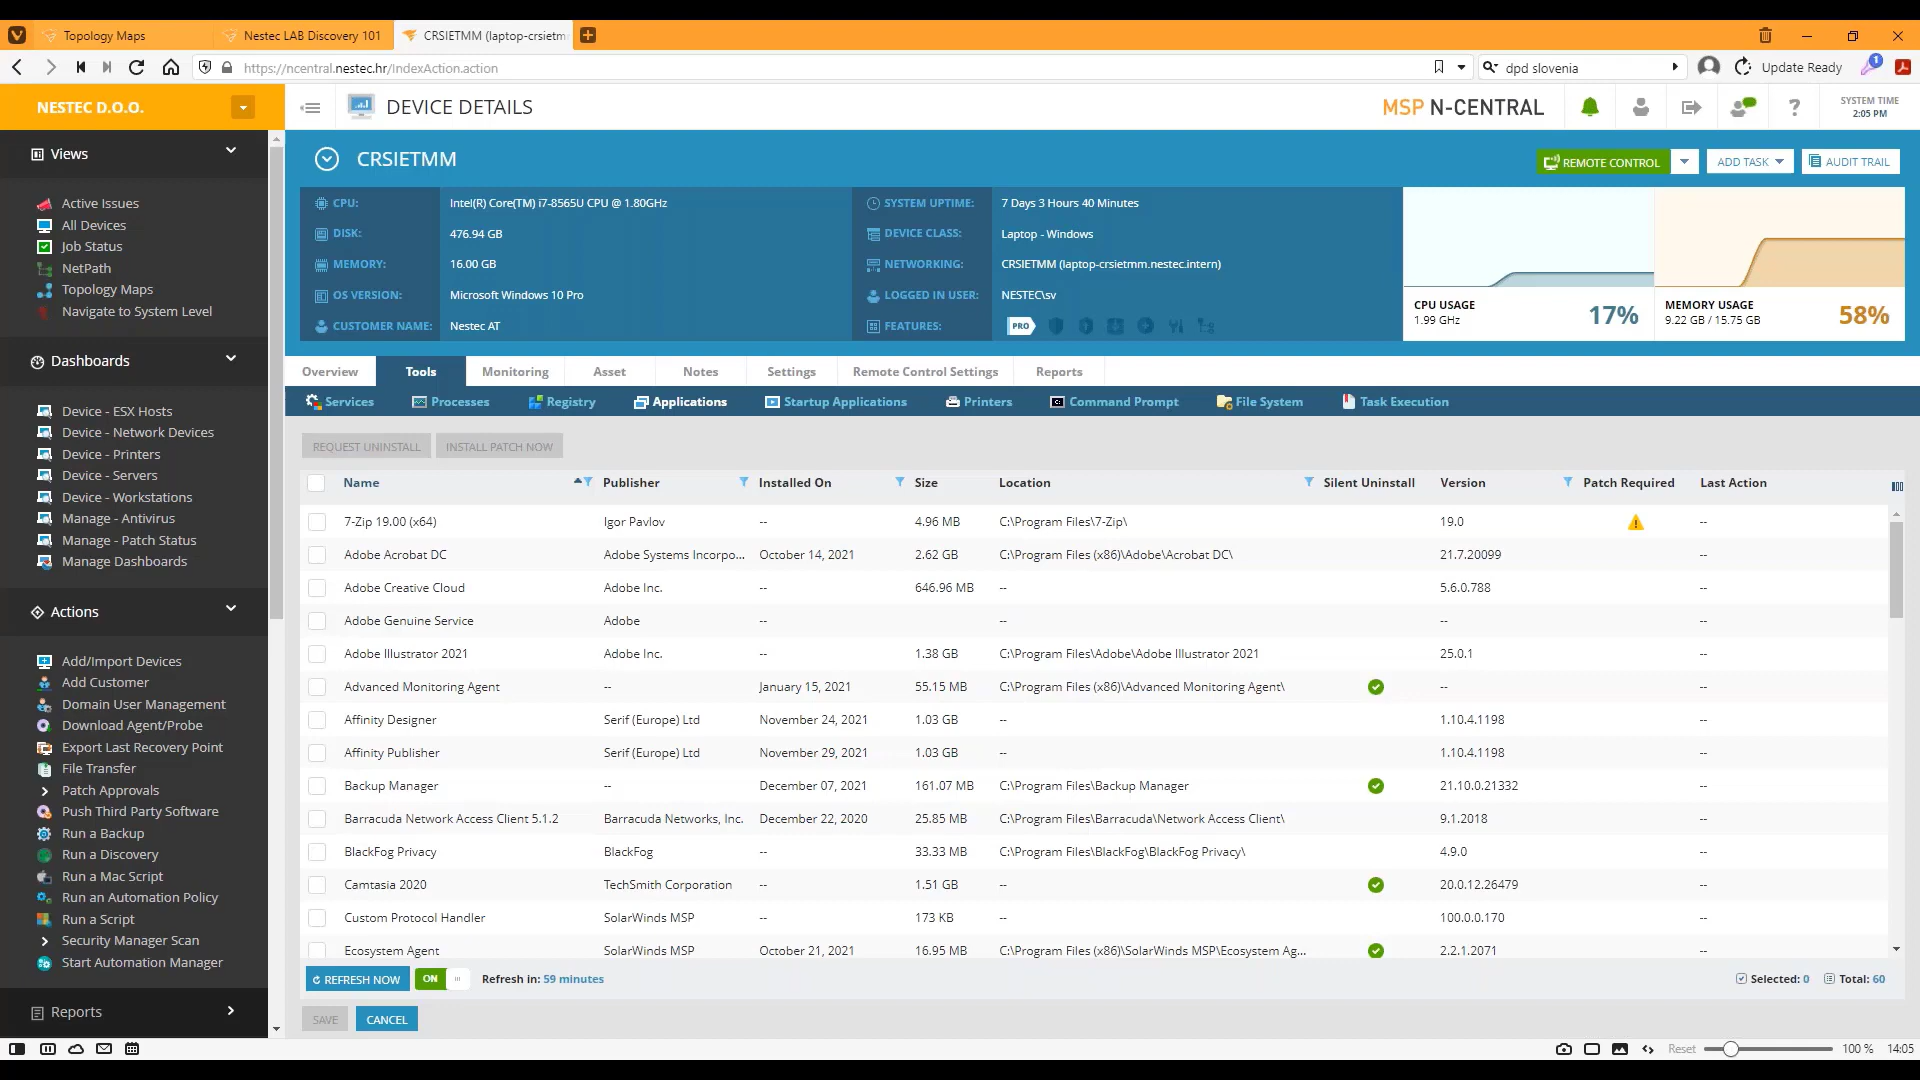 Topology Maps
Nestec LAB Discovery 101
CRSIETMM (laptop-crsietm
https://ncentral.nestec.hr/IndexAction.action
dpd slovenia
Update Ready
1
NESTEC D.O.O.
DEVICE DETAILS
MSP N-CENTRAL
SYSTEM TIME
2:05 PM
Views
Active Issues
All Devices
Job Status
NetPath
Topology Maps
Navigate to System Level
Dashboards
Device - ESX Hosts
Device - Network Devices
Device - Printers
Device - Servers
Device - Workstations
Manage - Antivirus
Manage - Patch Status
Manage Dashboards
Actions
Add/Import Devices
Add Customer
Domain User Management
Download Agent/Probe
Export Last Recovery Point
File Transfer
Patch Approvals
Push Third Party Software
Run a Backup
Run a Discovery
Run a Mac Script
Run an Automation Policy
Run a Script
Security Manager Scan
Start Automation Manager
Reports
CRSIETMM
REMOTE CONTROL
ADD TASK
AUDIT TRAIL
CPU: Intel(R) Core(TM) i7-8565U CPU @ 1.80GHz
DISK: 476.94 GB
MEMORY: 16.00 GB
OS VERSION: Microsoft Windows 10 Pro
CUSTOMER NAME: Nestec AT
SYSTEM UPTIME: 7 Days 3 Hours 40 Minutes
DEVICE CLASS: Laptop - Windows
NETWORKING: CRSIETMM (laptop-crsietmm.nestec.intern)
LOGGED IN USER: NESTEC\sv
FEATURES: PRO
CPU USAGE
1.99 GHz
17%
MEMORY USAGE
9.22 GB / 15.75 GB
58%
Overview Tools Monitoring Asset Notes Settings Remote Control Settings Reports
Services Processes Registry Applications Startup Applications Printers Command Prompt File System Task Execution
REQUEST UNINSTALL INSTALL PATCH NOW
Name Publisher Installed On Size Location Silent Uninstall Version Patch Required Last Action
7-Zip 19.00 (x64) Igor Pavlov -- 4.96 MB C:\Program Files\7-Zip\ 19.0 --
Adobe Acrobat DC Adobe Systems Incorpo... October 14, 2021 2.62 GB C:\Program Files (x86)\Adobe\Acrobat DC\ 21.7.20099 --
Adobe Creative Cloud Adobe Inc. -- 646.96 MB -- 5.6.0.788 --
Adobe Genuine Service Adobe -- -- -- --
Adobe Illustrator 2021 Adobe Inc. -- 1.38 GB C:\Program Files\Adobe\Adobe Illustrator 2021 25.0.1 --
Advanced Monitoring Agent -- January 15, 2021 55.15 MB C:\Program Files (x86)\Advanced Monitoring Agent\ -- --
Affinity Designer Serif (Europe) Ltd November 24, 2021 1.03 GB -- 1.10.4.1198 --
Affinity Publisher Serif (Europe) Ltd November 29, 2021 1.03 GB -- 1.10.4.1198 --
Backup Manager -- December 07, 2021 161.07 MB C:\Program Files\Backup Manager 21.10.0.21332 --
Barracuda Network Access Client 5.1.2 Barracuda Networks, Inc. December 22, 2020 25.85 MB C:\Program Files\Barracuda\Network Access Client\ 9.1.2018 --
BlackFog Privacy BlackFog -- 33.33 MB C:\Program Files\BlackFog\BlackFog Privacy\ 4.9.0 --
Camtasia 2020 TechSmith Corporation -- 1.51 GB -- 20.0.12.26479 --
Custom Protocol Handler SolarWinds MSP -- 173 KB -- 100.0.0.170 --
Ecosystem Agent SolarWinds MSP October 21, 2021 16.95 MB C:\Program Files (x86)\SolarWinds MSP\Ecosystem Ag... 2.2.1.2071 --
REFRESH NOW ON Refresh in: 59 minutes
Selected: 0 Total: 60
SAVE CANCEL
Reset 100 % 14:05